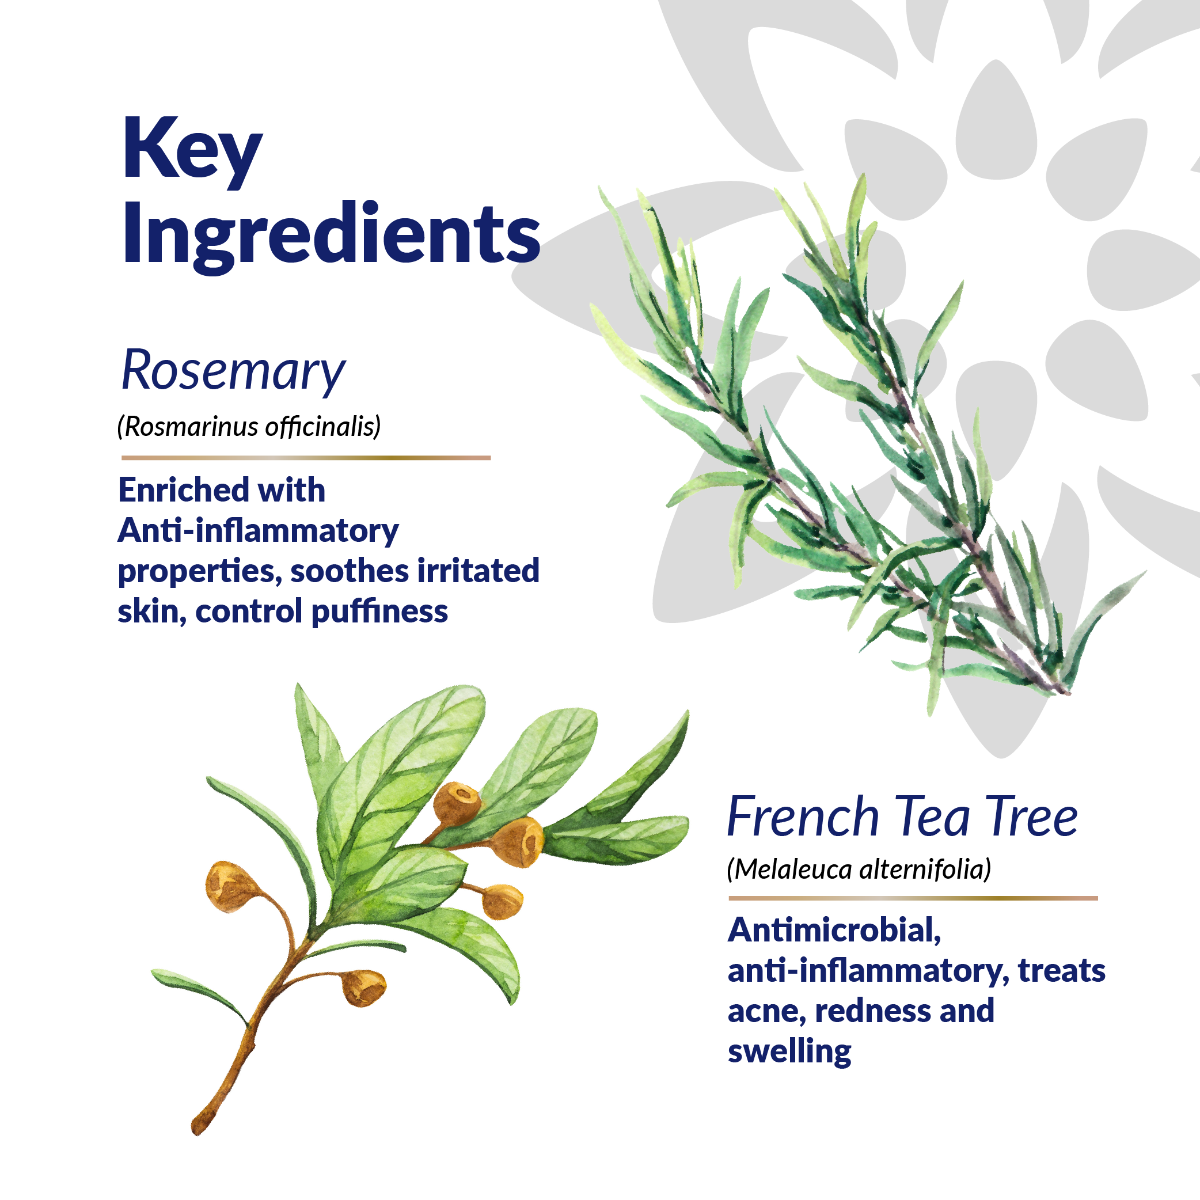 Key
Ingredients
Rosemary
(Rosmarinus officinalis)
Enriched with
Anti-inflammatory
properties, soothes irritated
skin, control puffiness
French Tea Tree
(Melaleuca alternifolia)
Antimicrobial,
anti-inflammatory, treats
acne, redness and
swelling